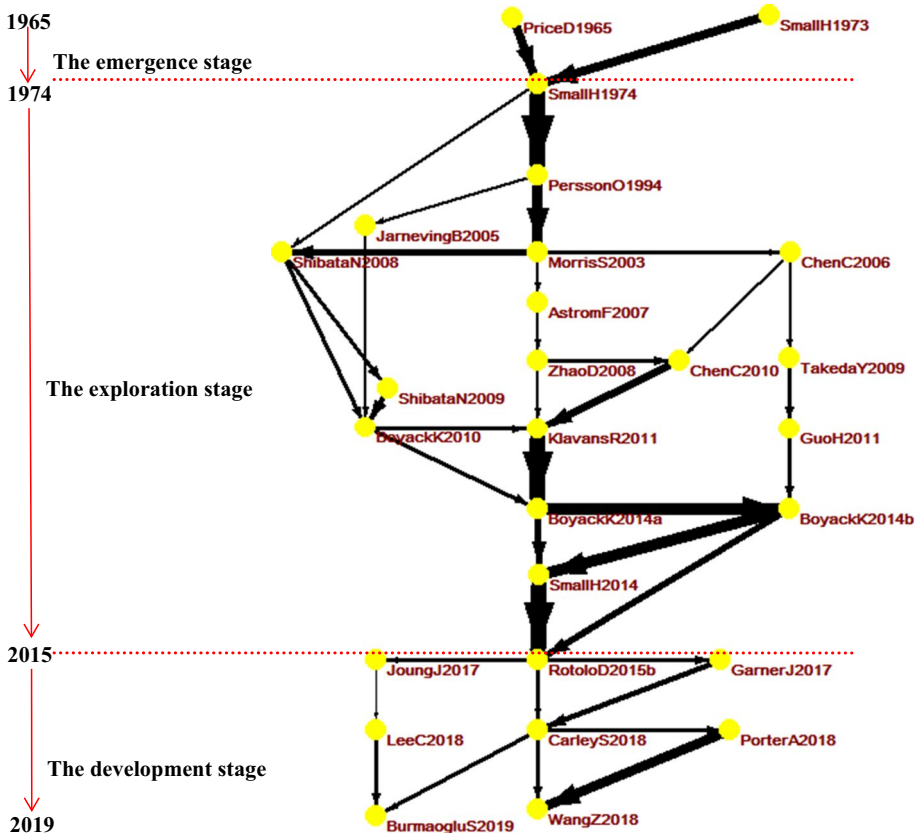 1965
PriceD1965
SmallH1973
The emergence stage
1974
SmallH1974
PerssonO1994
JarnevingB2005
ShibataN2008
MorrisS2003
ChenC2006
AstromF2007
ZhaoD2008
ChenC2010
TakedaY2009
The exploration stage
ShibataN2009
BoyackK2010
KlavansR2011
GuoH2011
BoyackK2014a
BoyackK2014b
SmallH2014
2015
JoungJ2017
RotoloD2015b
GarnerJ2017
LeeC2018
CarleyS2018
PorterA2018
The development stage
2019
BurmaogluS2019
WangZ2018